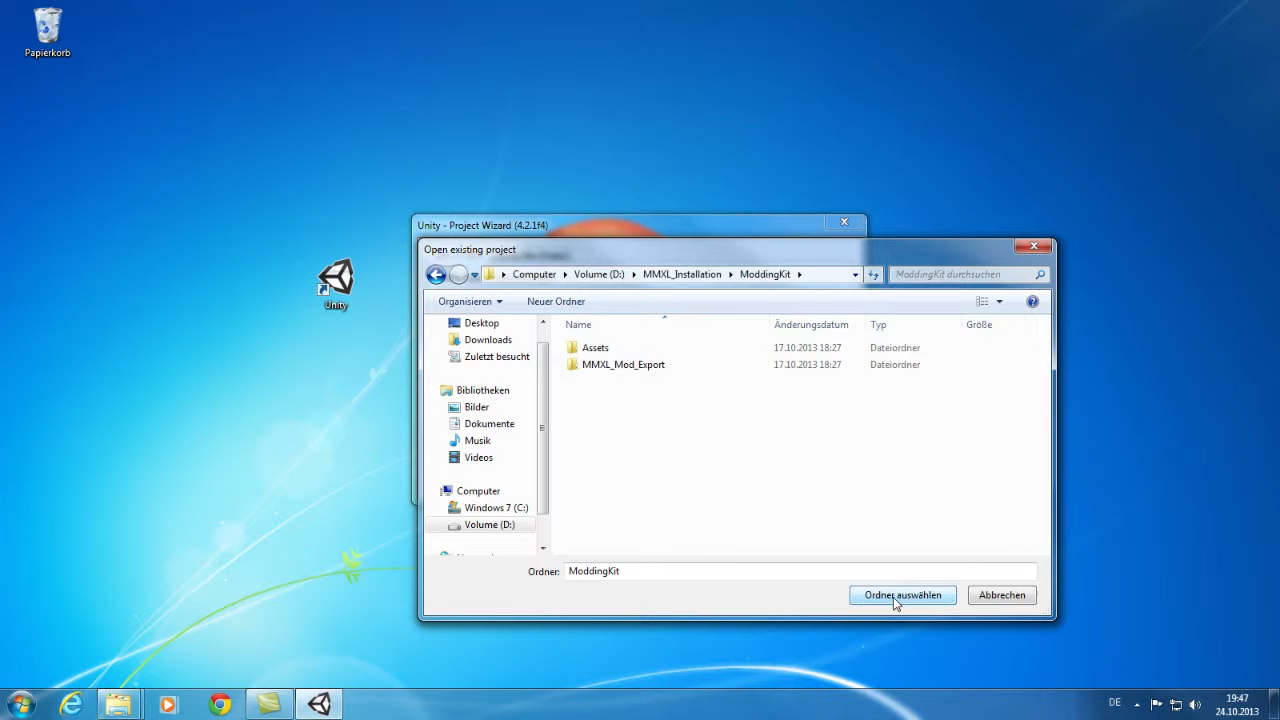 Papierkorb
Unity
Unity - Project Wizard (4.2.1f4)
Open existing project
Computer Volume (D:) MMXL_Installation ModdingKit
ModdingKit durchsuchen
Organisieren Neuer Ordner
Desktop
Downloads
Zuletzt besucht
Bibliotheken
Bilder
Dokumente
Musik
Videos
Computer
Windows 7 (C:)
Volume (D:)
Name Änderungsdatum Typ Größe
Assets 17.10.2013 18:27 Dateiordner
MMXL_Mod_Export 17.10.2013 18:27 Dateiordner
Ordner: ModdingKit
Ordner auswählen Abbrechen
DE
19:47
24.10.2013